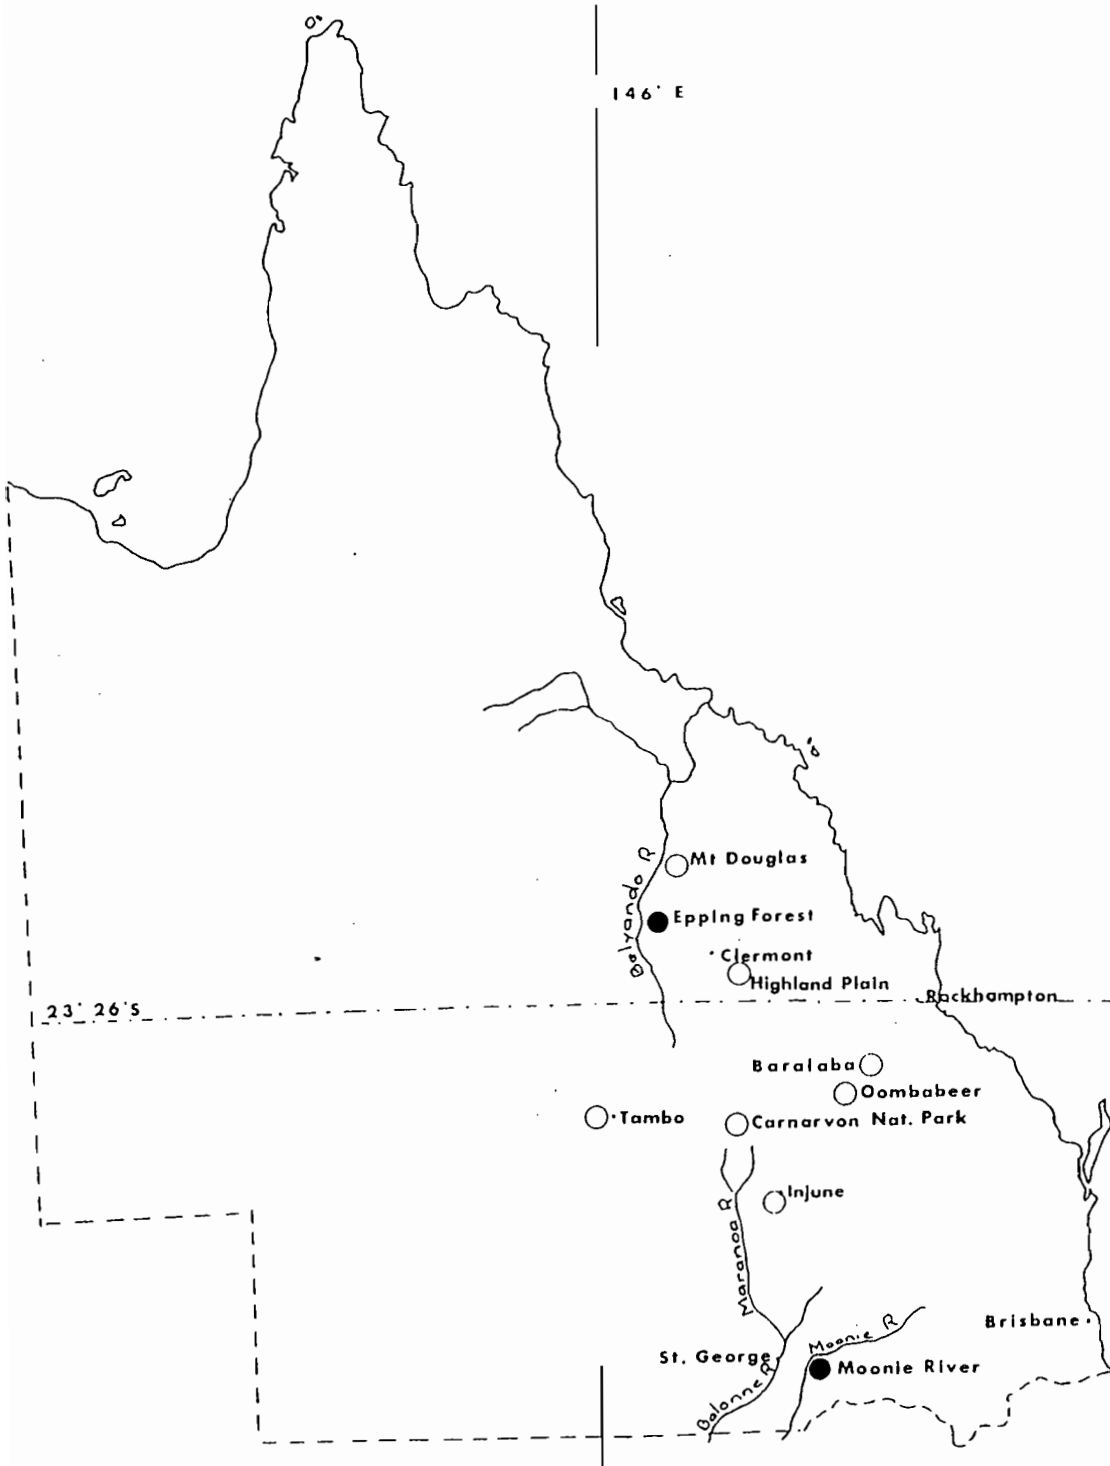 146° E
Mt Douglas
Belyando R
Epping Forest
Clermont
Highland Plain
23° 26'S
Rockhampton
Baralaba
Oombabeer
Tambo
Carnarvon Nat. Park
Injune
Maranoa R
Brisbane
Moonie R
St. George
Moonie River
Balonne R